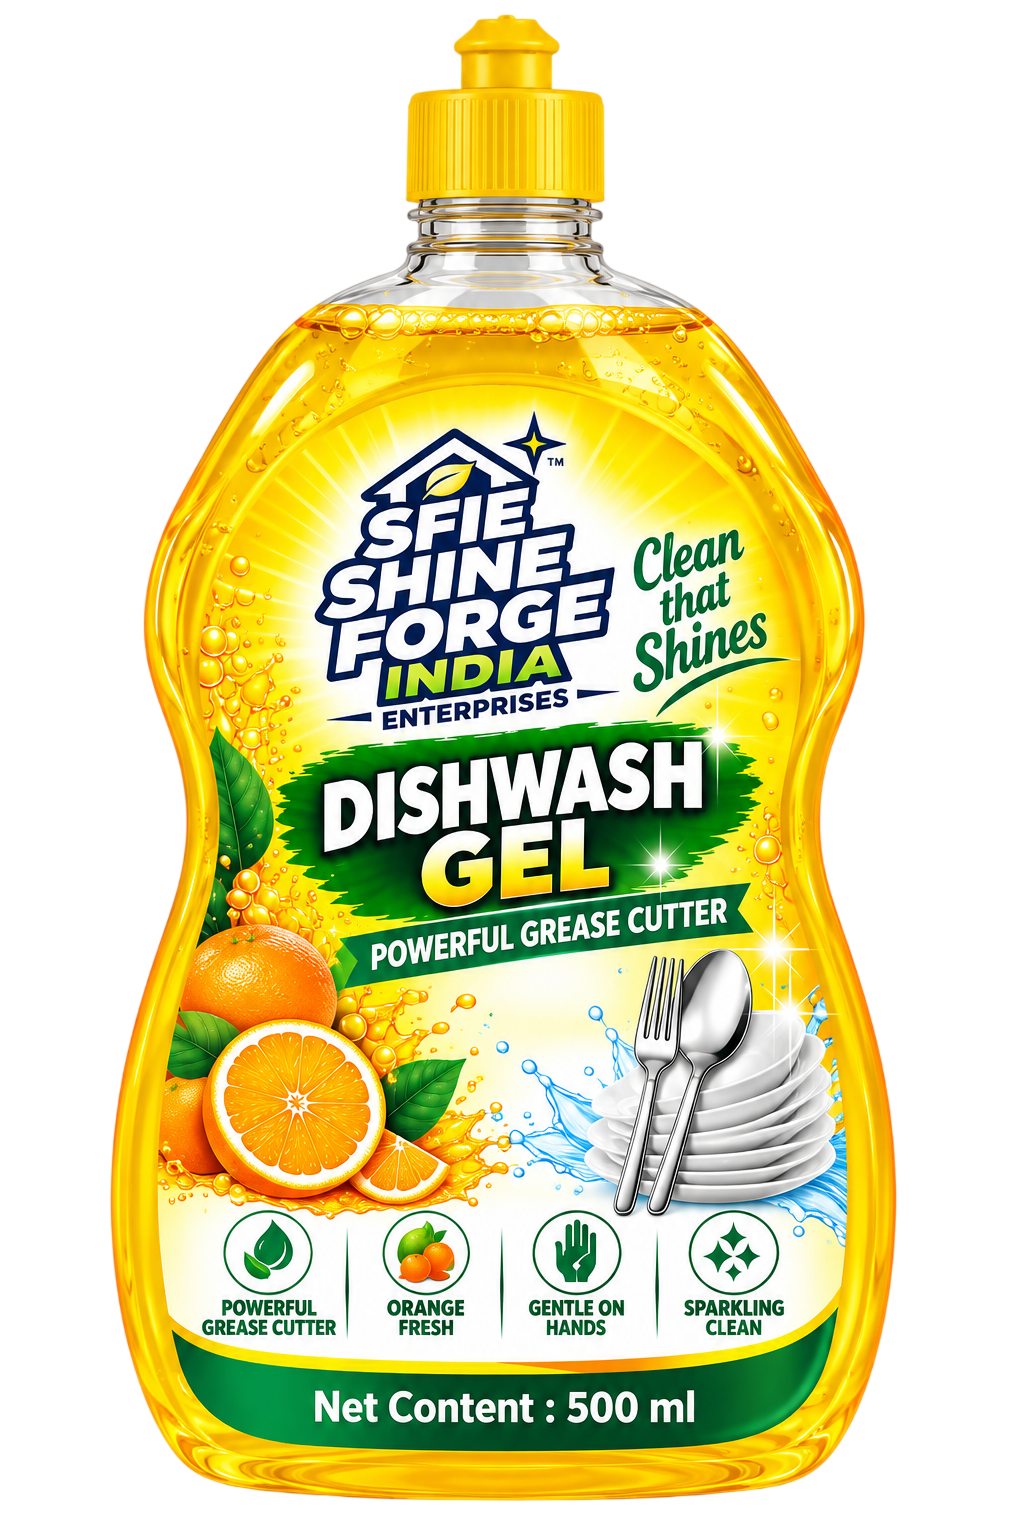 SFIE
SHINE
FORGE
INDIA
ENTERPRISES
™
Clean
that
Shines
DISHWASH
GEL
POWERFUL GREASE CUTTER
POWERFUL
GREASE CUTTER
ORANGE
FRESH
GENTLE ON
HANDS
SPARKLING
CLEAN
Net Content : 500 ml